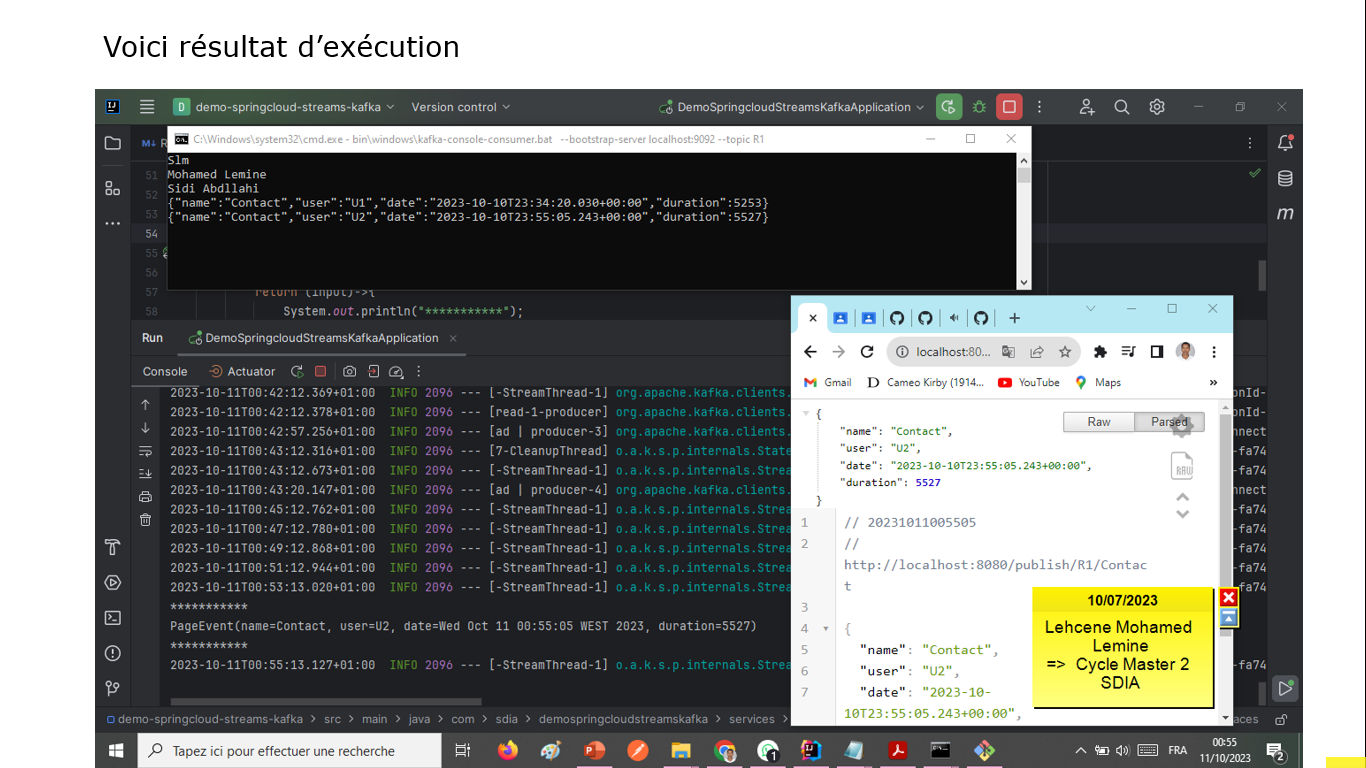 Voici résultat d’exécution
D demo-springcloud-streams-kafka Version control DemoSpringcloudStreamsKafkaApplication
C:\Windows\system32\cmd.exe - bin\windows\kafka-console-consumer.bat --bootstrap-server localhost:9092 --topic R1
Slm
Mohamed Lemine
Sidi Abdllahi
{"name":"Contact","user":"U1","date":"2023-10-10T23:34:20.030+00:00","duration":5253}
{"name":"Contact","user":"U2","date":"2023-10-10T23:55:05.243+00:00","duration":5527}
M↓ R
51
52
53
54
55
56
57 return (input)->{
58 System.out.println("***********");
Run DemoSpringcloudStreamsKafkaApplication
Console Actuator
2023-10-11T00:42:12.369+01:00 INFO 2096 --- [-StreamThread-1] org.apache.kafka.clients.
2023-10-11T00:42:12.378+01:00 INFO 2096 --- [read-1-producer] org.apache.kafka.clients.
2023-10-11T00:42:57.256+01:00 INFO 2096 --- [ad | producer-3] org.apache.kafka.clients.
2023-10-11T00:43:12.316+01:00 INFO 2096 --- [7-CleanupThread] o.a.k.s.p.internals.State
2023-10-11T00:43:12.673+01:00 INFO 2096 --- [-StreamThread-1] o.a.k.s.p.internals.Strea
2023-10-11T00:43:20.147+01:00 INFO 2096 --- [ad | producer-4] org.apache.kafka.clients.
2023-10-11T00:45:12.762+01:00 INFO 2096 --- [-StreamThread-1] o.a.k.s.p.internals.Strea
2023-10-11T00:47:12.780+01:00 INFO 2096 --- [-StreamThread-1] o.a.k.s.p.internals.Strea
2023-10-11T00:49:12.868+01:00 INFO 2096 --- [-StreamThread-1] o.a.k.s.p.internals.Strea
2023-10-11T00:51:12.944+01:00 INFO 2096 --- [-StreamThread-1] o.a.k.s.p.internals.Strea
2023-10-11T00:53:13.020+01:00 INFO 2096 --- [-StreamThread-1] o.a.k.s.p.internals.Strea
***********
PageEvent(name=Contact, user=U2, date=Wed Oct 11 00:55:05 WEST 2023, duration=5527)
***********
2023-10-11T00:55:13.127+01:00 INFO 2096 --- [-StreamThread-1] o.a.k.s.p.internals.Strea
onId-
nnect
-fa74
-fa74
nnect
-fa74
-fa74
-fa74
-fa74
-fa74
-fa74
localhost:80...
Gmail Cameo Kirby (1914... YouTube Maps »
{
"name": "Contact",
"user": "U2",
"date": "2023-10-10T23:55:05.243+00:00",
"duration": 5527
}
Raw Parsed
RAW
1 // 20231011005505
2 //
http://localhost:8080/publish/R1/Contac
t
3
4 {
5 "name": "Contact",
6 "user": "U2",
7 "date": "2023-10-
10T23:55:05.243+00:00",
10/07/2023
Lehcene Mohamed
Lemine
=> Cycle Master 2
SDIA
demo-springcloud-streams-kafka > src > main > java > com > sdia > demospringcloudstreamskafka > services > aces
Tapez ici pour effectuer une recherche
1
FRA
00:55
11/10/2023
2